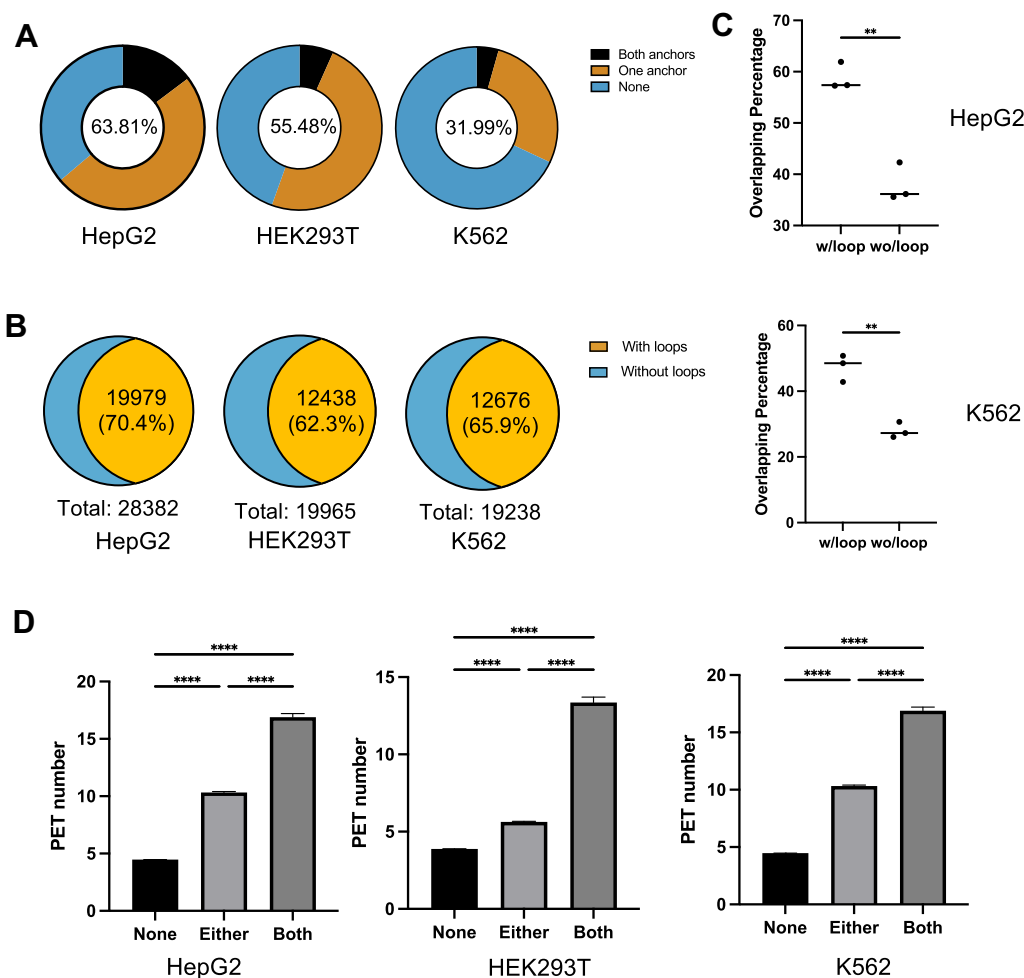 A
63.81%
55.48%
31.99%
HepG2
HEK293T
K562
Both anchors
One anchor
None
B
19979
(70.4%)
12438
(62.3%)
12676
(65.9%)
Total: 28382
Total: 19965
Total: 19238
HepG2
HEK293T
K562
With loops
Without loops
C
Overlapping Percentage
70
60
50
40
30
**
w/loop wo/loop
HepG2
Overlapping Percentage
60
40
20
0
**
w/loop wo/loop
K562
D
PET number
20
15
10
5
0
****
****
****
None Either Both
HepG2
PET number
15
10
5
0
****
****
****
None Either Both
HEK293T
PET number
20
15
10
5
0
****
****
****
None Either Both
K562